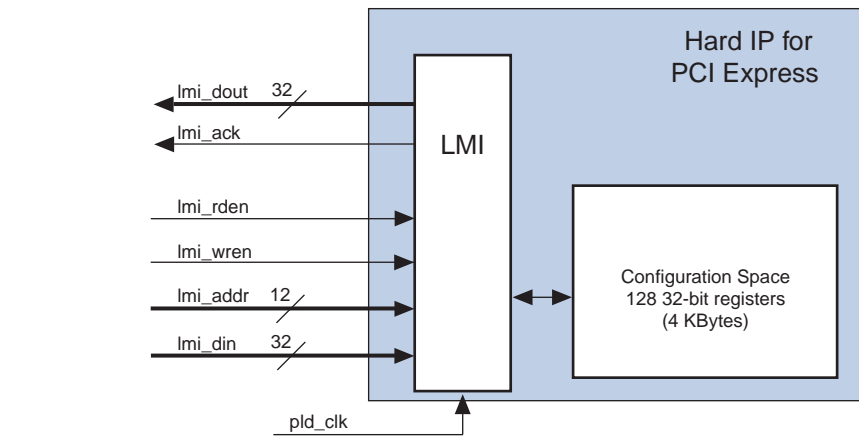 Hard IP for
PCI Express
lmi_dout 32
lmi_ack
LMI
lmi_rden
lmi_wren
lmi_addr 12
lmi_din 32
Configuration Space
128 32-bit registers
(4 KBytes)
pld_clk